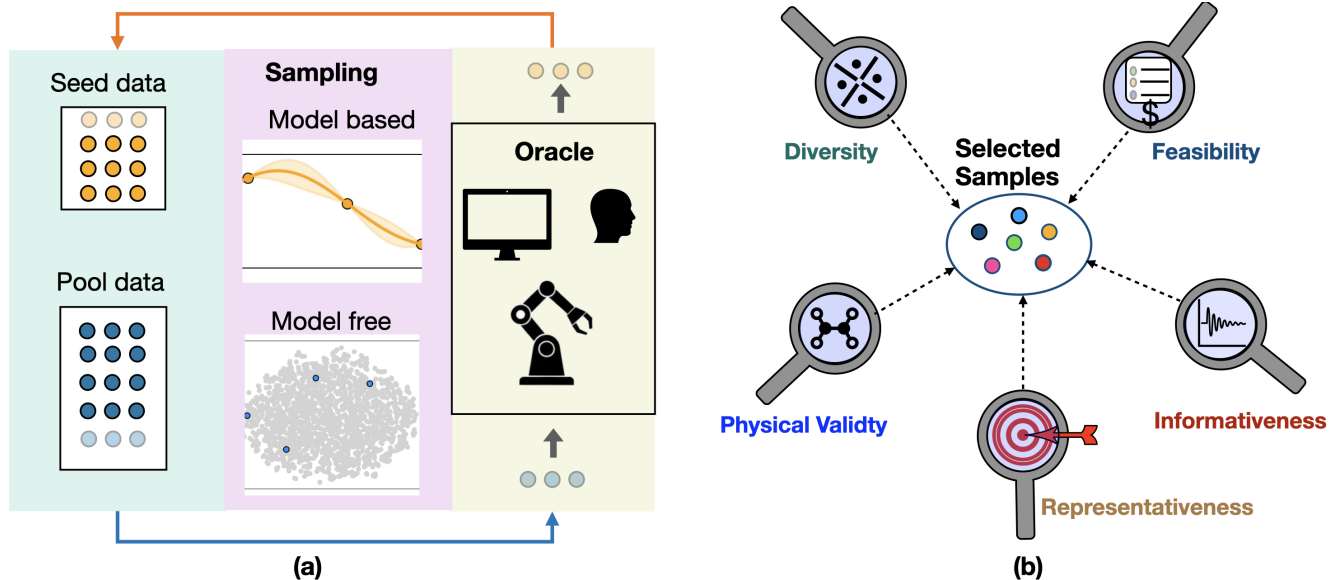 Seed data
Pool data
Sampling
Model based
Model free
Oracle
(a)
Diversity
Feasibility
Selected
Samples
$
Physical Validty
Informativeness
Representativeness
(b)